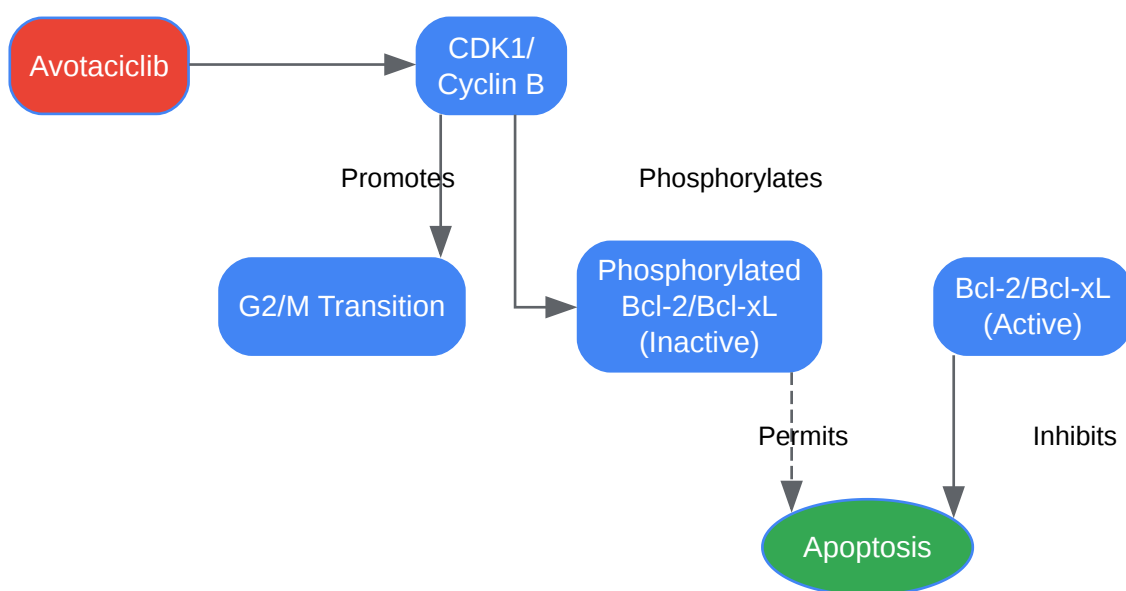 Avotaciclib
CDK1/
Cyclin B
Promotes
Phosphorylates
G2/M Transition
Phosphorylated
Bcl-2/Bcl-xL
(Inactive)
Bcl-2/Bcl-xL
(Active)
Permits
Inhibits
Apoptosis